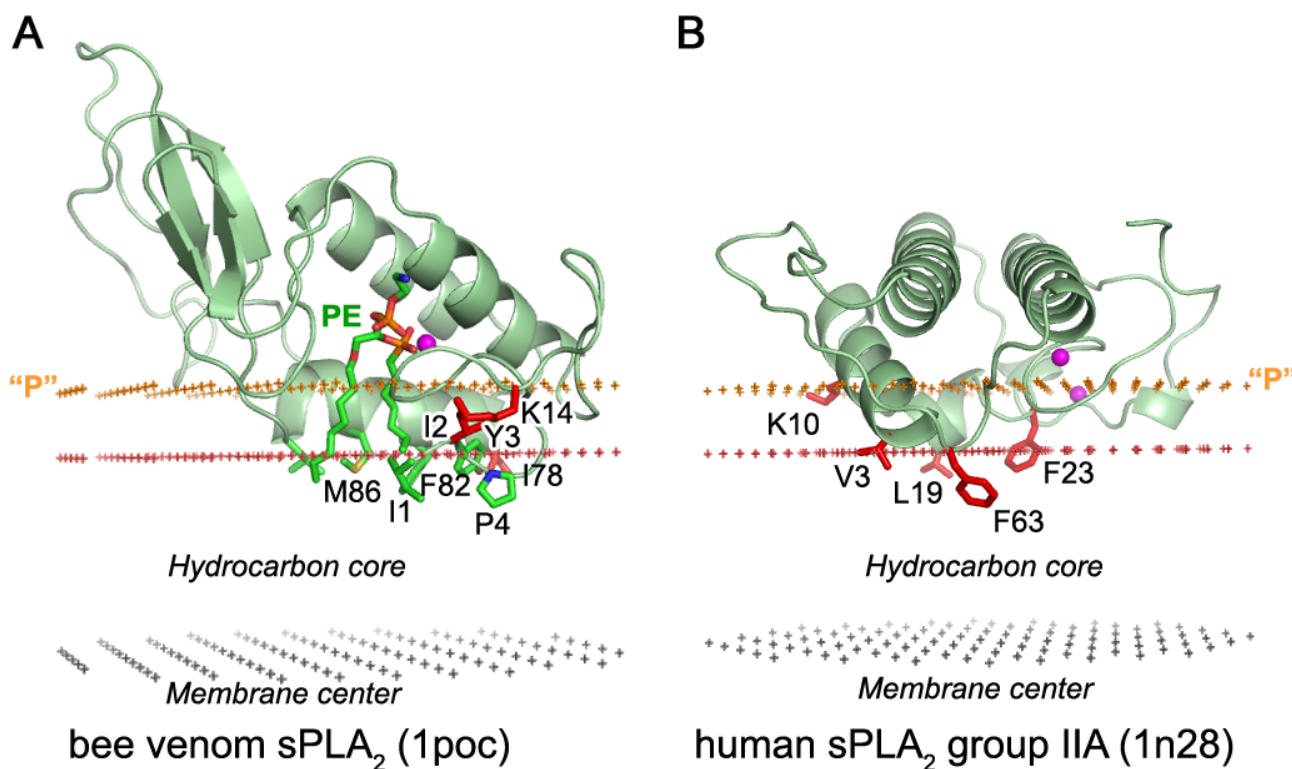 A
B
PE
"P"
"P"
K14
I2
Y3
K10
I78
M86
F82
V3
F23
I1
L19
P4
F63
Hydrocarbon core
Hydrocarbon core
Membrane center
Membrane center
bee venom sPLA₂ (1poc)
human sPLA₂ group IIA (1n28)